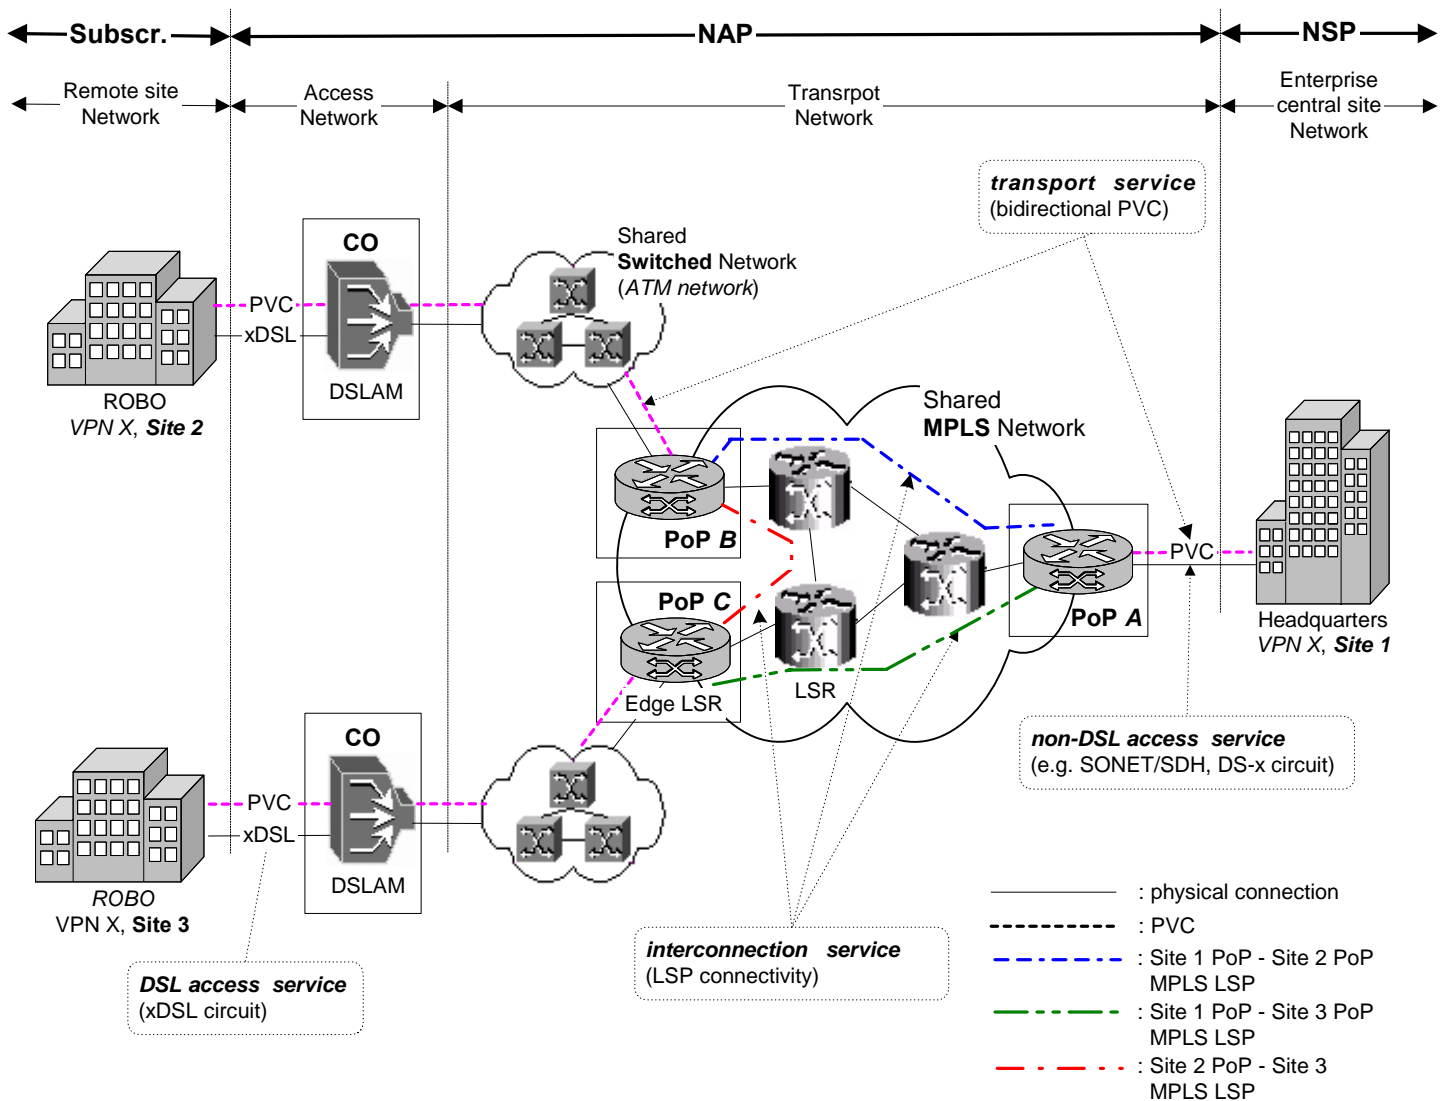 Subscr.
NAP
NSP
Remote site
Network
Access
Network
Transrpot
Network
Enterprise
central site
Network
transport service
(bidirectional PVC)
CO
Shared
Switched Network
(ATM network)
PVC
xDSL
DSLAM
ROBO
VPN X, Site 2
Shared
MPLS Network
PoP B
PVC
PoP C
PoP A
Headquarters
VPN X, Site 1
Edge LSR
LSR
CO
non-DSL access service
(e.g. SONET/SDH, DS-x circuit)
PVC
xDSL
DSLAM
ROBO
VPN X, Site 3
: physical connection
: PVC
interconnection service
(LSP connectivity)
: Site 1 PoP - Site 2 PoP
MPLS LSP
DSL access service
(xDSL circuit)
: Site 1 PoP - Site 3 PoP
MPLS LSP
: Site 2 PoP - Site 3
MPLS LSP